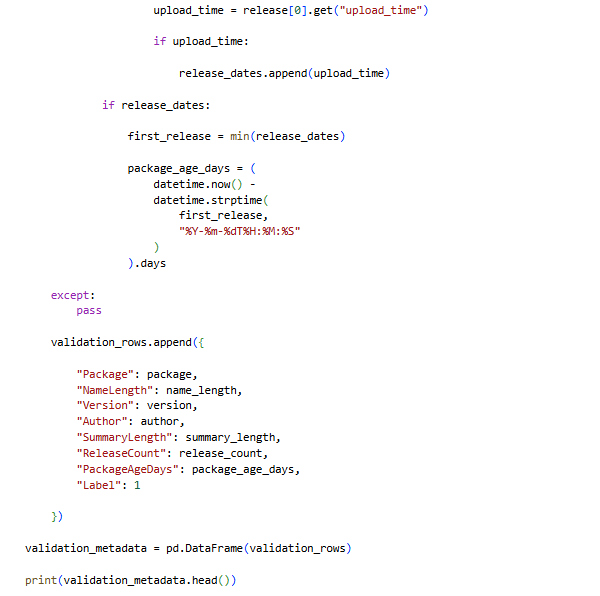 upload_time = release[0].get("upload_time")
if upload_time:
release_dates.append(upload_time)
if release_dates:
first_release = min(release_dates)
package_age_days = (
datetime.now() -
datetime.strptime(
first_release,
"%Y-%m-%dT%H:%M:%S"
)
).days
except:
pass
validation_rows.append({
"Package": package,
"NameLength": name_length,
"Version": version,
"Author": author,
"SummaryLength": summary_length,
"ReleaseCount": release_count,
"PackageAgeDays": package_age_days,
"Label": 1
})
validation_metadata = pd.DataFrame(validation_rows)
print(validation_metadata.head())